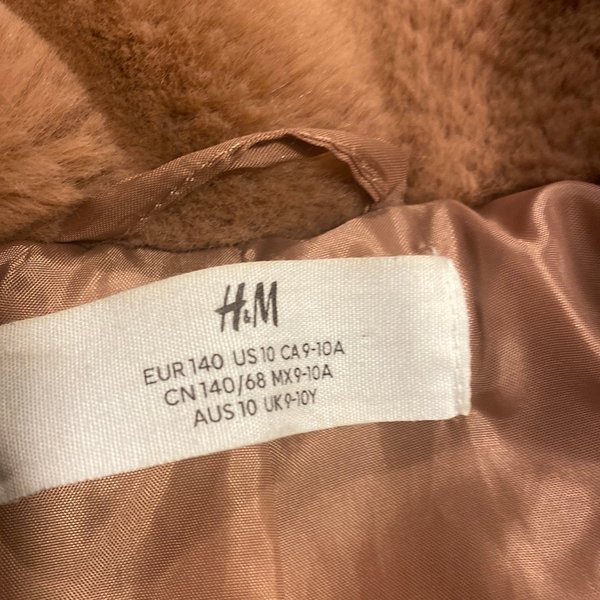 H&M
EUR 140 US 10 CA 9-10A
CN 140/68 MX 9-10A
AUS 10 UK 9-10Y